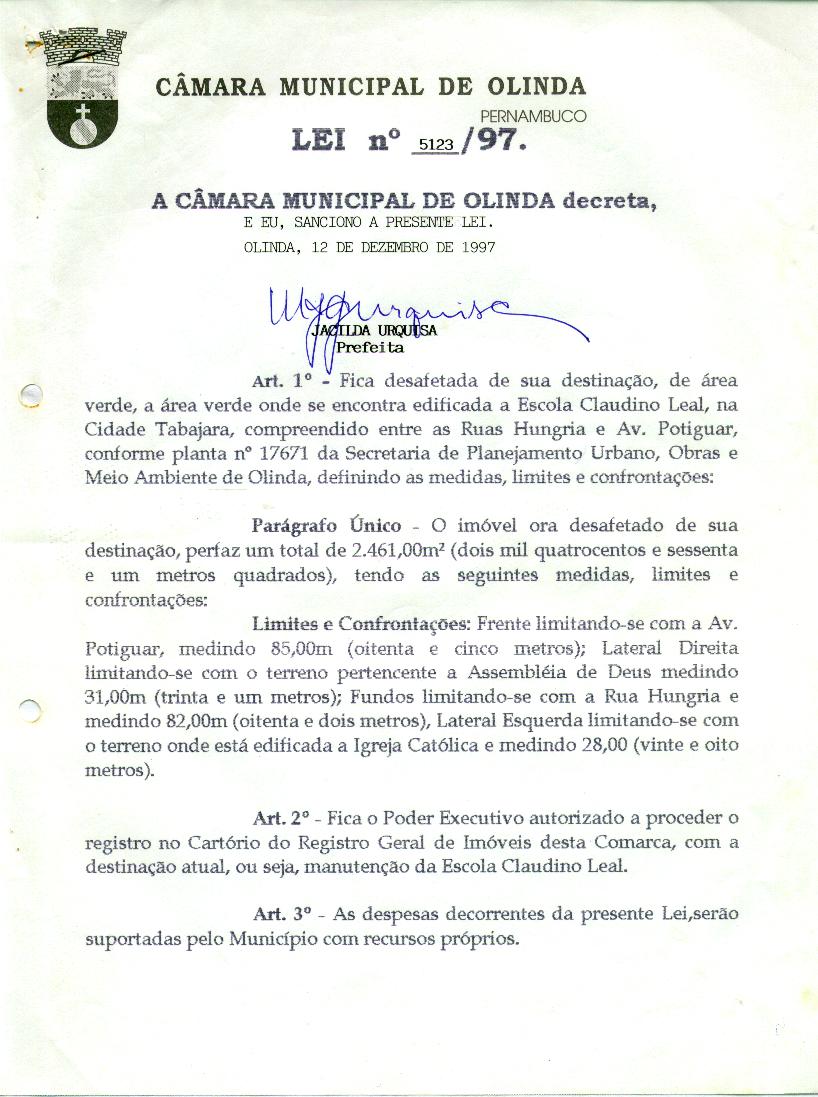 CÂMARA MUNICIPAL DE OLINDA
PERNAMBUCO
LEI nº 5123/97.
A CÂMARA MUNICIPAL DE OLINDA decreta,
E EU, SANCIONO A PRESENTE LEI.
OLINDA, 12 DE DEZEMBRO DE 1997
JACILDA URQUISA
Prefeita
Art. 1º - Fica desafetada de sua destinação, de área
verde, a área verde onde se encontra edificada a Escola Claudino Leal, na
Cidade Tabajara, compreendido entre as Ruas Hungria e Av. Potiguar,
conforme planta nº 17671 da Secretaria de Planejamento Urbano, Obras e
Meio Ambiente de Olinda, definindo as medidas, limites e confrontações:
Parágrafo Único - O imóvel ora desafetado de sua
destinação, perfaz um total de 2.461,00m² (dois mil quatrocentos e sessenta
e um metros quadrados), tendo as seguintes medidas, limites e
confrontações:
Limites e Confrontações: Frente limitando-se com a Av.
Potiguar, medindo 85,00m (oitenta e cinco metros); Lateral Direita
limitando-se com o terreno pertencente a Assembléia de Deus medindo
31,00m (trinta e um metros); Fundos limitando-se com a Rua Hungria e
medindo 82,00m (oitenta e dois metros), Lateral Esquerda limitando-se com
o terreno onde está edificada a Igreja Católica e medindo 28,00 (vinte e oito
metros).
Art. 2º - Fica o Poder Executivo autorizado a proceder o
registro no Cartório do Registro Geral de Imóveis desta Comarca, com a
destinação atual, ou seja, manutenção da Escola Claudino Leal.
Art. 3º - As despesas decorrentes da presente Lei,serão
suportadas pelo Município com recursos próprios.